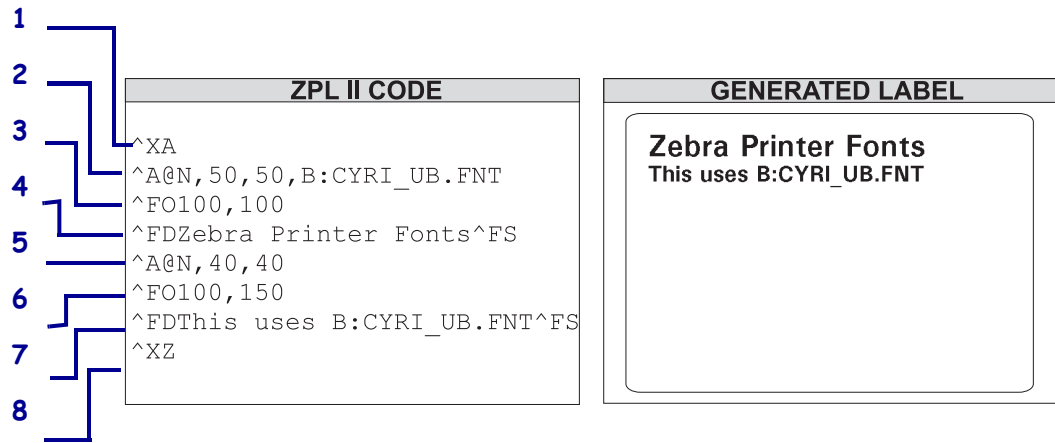 1
2
3
4
5
6
7
8
ZPL II CODE
^XA
^A@N,50,50,B:CYRI_UB.FNT
^FO100,100
^FDZebra Printer Fonts^FS
^A@N,40,40
^FO100,150
^FDThis uses B:CYRI_UB.FNT^FS
^XZ
GENERATED LABEL
Zebra Printer Fonts
This uses B:CYRI_UB.FNT